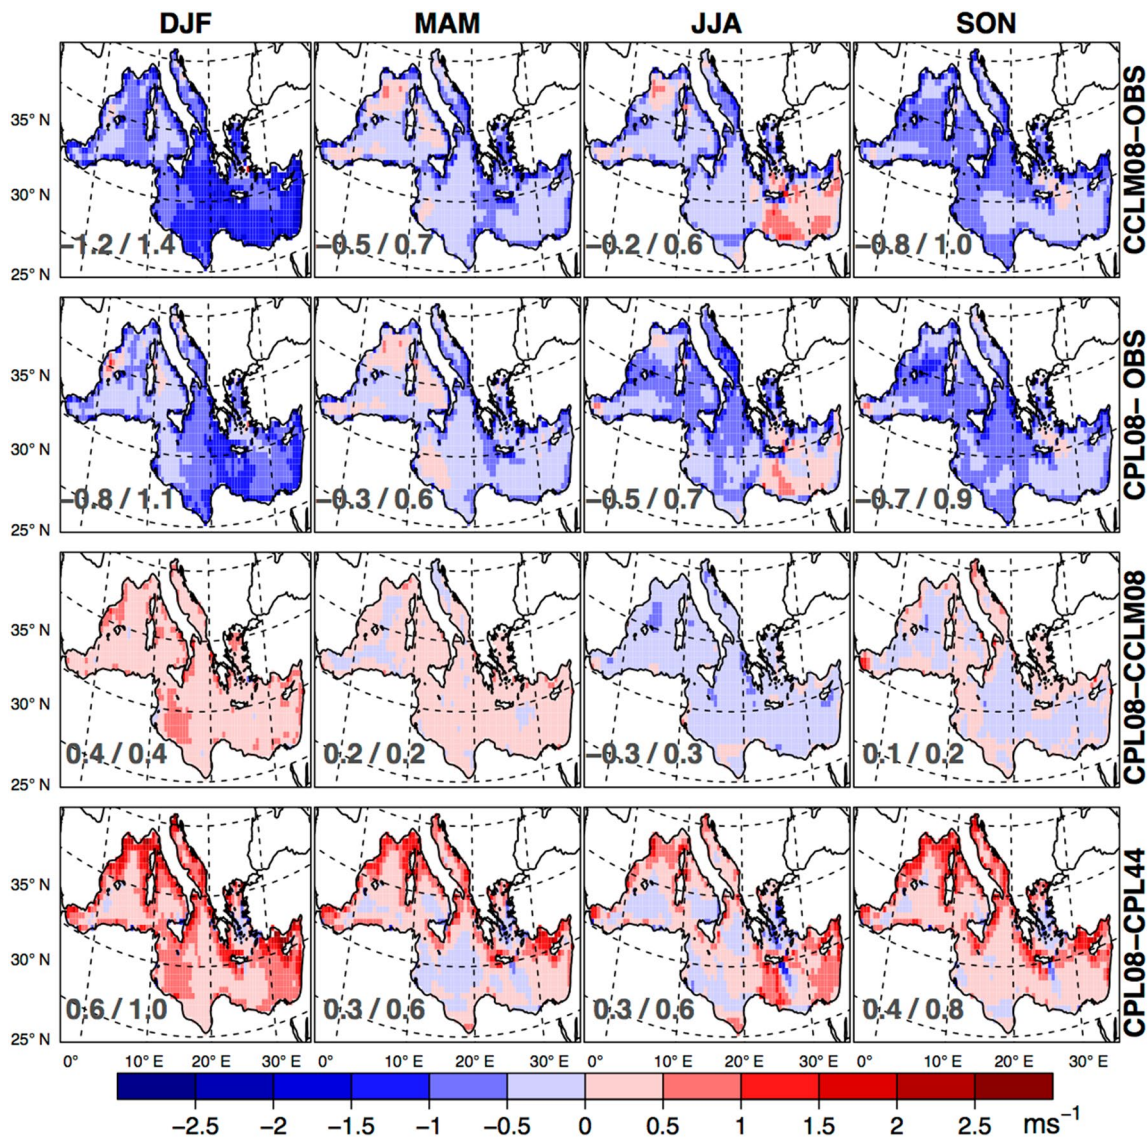 DJF MAM JJA SON
35° N
30° N
−1.2 / 1.4 −0.5 / 0.7 −0.2 / 0.6 −0.8 / 1.0
25° N
CCLM08−OBS
35° N
30° N
−0.8 / 1.1 −0.3 / 0.6 −0.5 / 0.7 −0.7 / 0.9
25° N
CPL08− OBS
35° N
30° N
0.4 / 0.4 0.2 / 0.2 −0.3 / 0.3 0.1 / 0.2
25° N
CPL08−CCLM08
35° N
30° N
0.6 / 1.0 0.3 / 0.6 0.3 / 0.6 0.4 / 0.8
25° N
CPL08−CPL44
0° 10° E 20° E 30° E 0° 10° E 20° E 30° E 0° 10° E 20° E 30° E 0° 10° E 20° E 30° E
−2.5 −2 −1.5 −1 −0.5 0 0.5 1 1.5 2 2.5 ms⁻¹